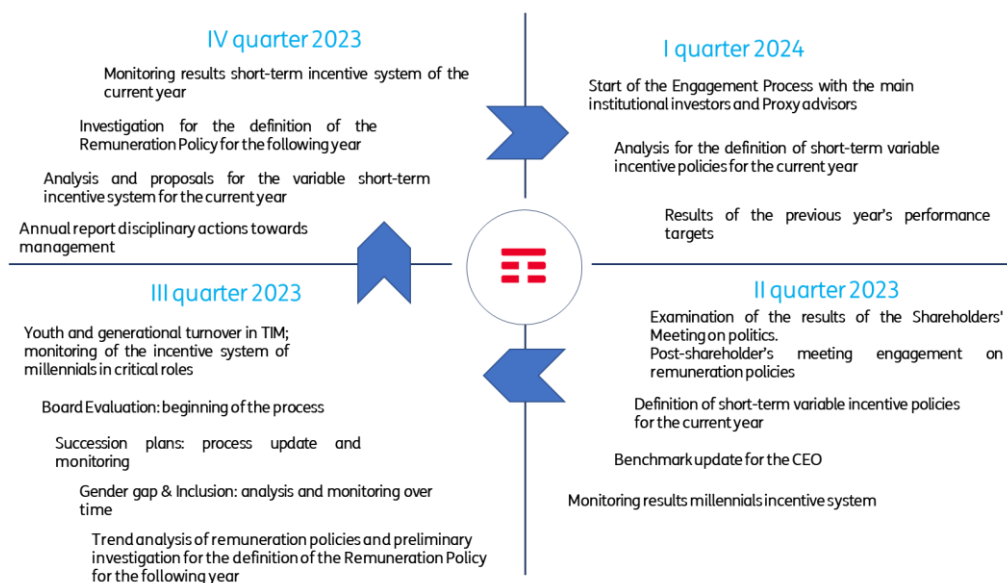 IV quarter 2023
Monitoring results short-term incentive system of the
current year
Investigation for the definition of the
Remuneration Policy for the following year
Analysis and proposals for the variable short-term
incentive system for the current year
Annual report disciplinary actions towards
management
I quarter 2024
Start of the Engagement Process with the main
institutional investors and Proxy advisors
Analysis for the definition of short-term variable
incentive policies for the current year
Results of the previous year's performance
targets
III quarter 2023
Youth and generational turnover in TIM;
monitoring of the incentive system of
millennials in critical roles
Board Evaluation: beginning of the process
Succession plans: process update and
monitoring
Gender gap & Inclusion: analysis and monitoring over
time
Trend analysis of remuneration policies and preliminary
investigation for the definition of the Remuneration Policy
for the following year
II quarter 2023
Examination of the results of the Shareholders'
Meeting on politics.
Post-shareholder's meeting engagement on
remuneration policies
Definition of short-term variable incentive policies
for the current year
Benchmark update for the CEO
Monitoring results millennials incentive system